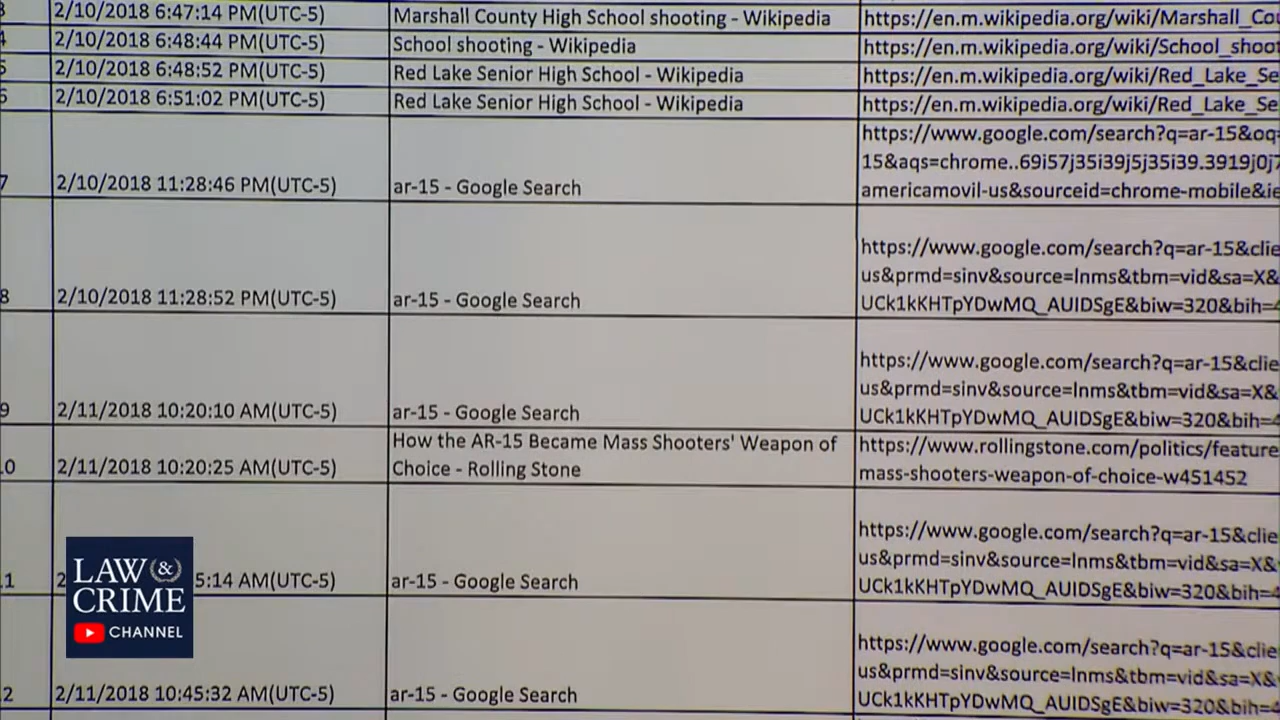 3 2/10/2018 6:47:14 PM(UTC-5) Marshall County High School shooting - Wikipedia https://en.m.wikipedia.org/wiki/Marshall_Co
4 2/10/2018 6:48:44 PM(UTC-5) School shooting - Wikipedia https://en.m.wikipedia.org/wiki/School_shoo
5 2/10/2018 6:48:52 PM(UTC-5) Red Lake Senior High School - Wikipedia https://en.m.wikipedia.org/wiki/Red_Lake_Se
6 2/10/2018 6:51:02 PM(UTC-5) Red Lake Senior High School - Wikipedia https://en.m.wikipedia.org/wiki/Red_Lake_Se
https://www.google.com/search?q=ar-15&oq=
15&aqs=chrome..69i57j35i39j5j35i39.3919j0j7
7 2/10/2018 11:28:46 PM(UTC-5) ar-15 - Google Search americamovil-us&sourceid=chrome-mobile&ie
https://www.google.com/search?q=ar-15&clie
us&prmd=sinv&source=lnms&tbm=vid&sa=X&
8 2/10/2018 11:28:52 PM(UTC-5) ar-15 - Google Search UCk1kKHTpYDwMQ_AUIDSgE&biw=320&bih=4
https://www.google.com/search?q=ar-15&clie
us&prmd=sinv&source=lnms&tbm=vid&sa=X&
9 2/11/2018 10:20:10 AM(UTC-5) ar-15 - Google Search UCk1kKHTpYDwMQ_AUIDSgE&biw=320&bih=4
How the AR-15 Became Mass Shooters' Weapon of https://www.rollingstone.com/politics/feature
.0 2/11/2018 10:20:25 AM(UTC-5) Choice - Rolling Stone mass-shooters-weapon-of-choice-w451452
https://www.google.com/search?q=ar-15&clie
us&prmd=sinv&source=lnms&tbm=vid&sa=X&
.1 2 5:14 AM(UTC-5) ar-15 - Google Search UCk1kKHTpYDwMQ_AUIDSgE&biw=320&bih=4
https://www.google.com/search?q=ar-15&clie
us&prmd=sinv&source=lnms&tbm=vid&sa=X&
.2 2/11/2018 10:45:32 AM(UTC-5) ar-15 - Google Search UCk1kKHTpYDwMQ_AUIDSgE&biw=320&bih=4
LAW &
CRIME
CHANNEL